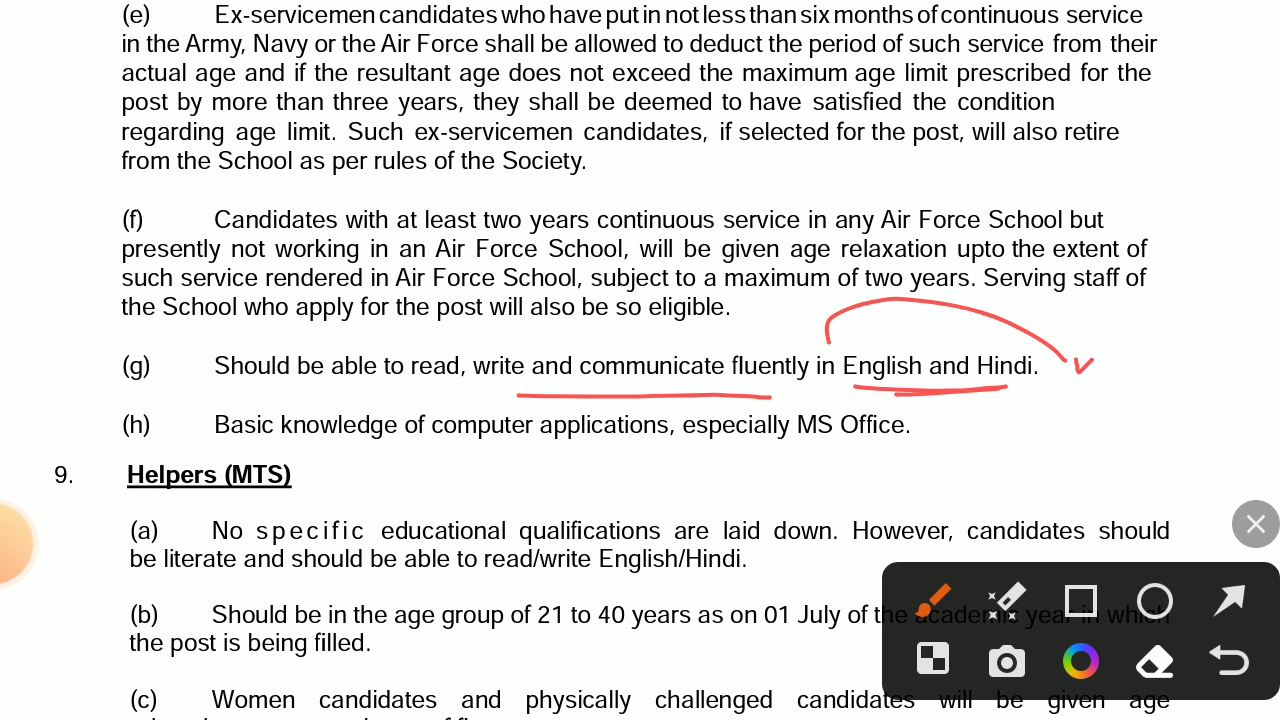 (e) Ex-servicemen candidates who have put in not less than six months of continuous service
in the Army, Navy or the Air Force shall be allowed to deduct the period of such service from their
actual age and if the resultant age does not exceed the maximum age limit prescribed for the
post by more than three years, they shall be deemed to have satisfied the condition
regarding age limit. Such ex-servicemen candidates, if selected for the post, will also retire
from the School as per rules of the Society.
(f) Candidates with at least two years continuous service in any Air Force School but
presently not working in an Air Force School, will be given age relaxation upto the extent of
such service rendered in Air Force School, subject to a maximum of two years. Serving staff of
the School who apply for the post will also be so eligible.
(g) Should be able to read, write and communicate fluently in English and Hindi.
(h) Basic knowledge of computer applications, especially MS Office.
9. Helpers (MTS)
(a) No specific educational qualifications are laid down. However, candidates should
be literate and should be able to read/write English/Hindi.
(b) Should be in the age group of 21 to 40 years as on 01 July of the academic year in which
the post is being filled.
(c) Women candidates and physically challenged candidates will be given age